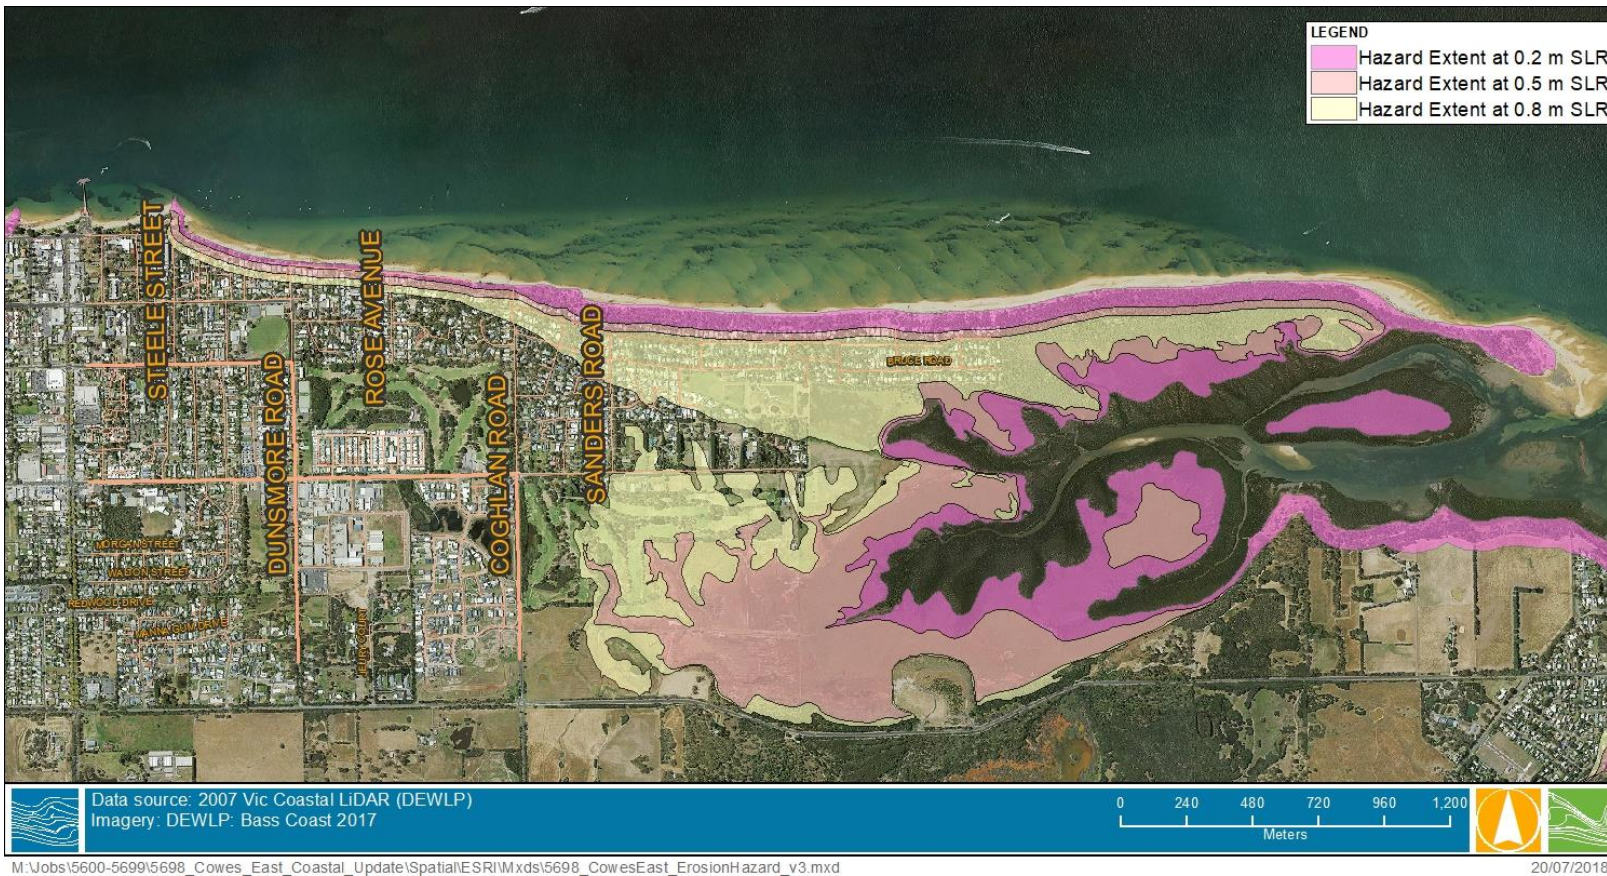 LEGEND
Hazard Extent at 0.2 m SLR
Hazard Extent at 0.5 m SLR
Hazard Extent at 0.8 m SLR
STEELE STREET
ROSE AVENUE
SANDERS ROAD
DUNSMORE ROAD
COGHLAN ROAD
BRUCE ROAD
MORGAN STREET
WADON STREET
REDWOOD DRIVE
MANNA GUM DRIVE
Data source: 2007 Vic Coastal LiDAR (DEWLP)
Imagery: DEWLP: Bass Coast 2017
0 240 480 720 960 1,200
Meters
M:\Jobs\5600-5699\5698_Cowes_East_Coastal_Update\Spatial\ESRI\Mxds\5698_CowesEast_ErosionHazard_v3.mxd
20/07/2018